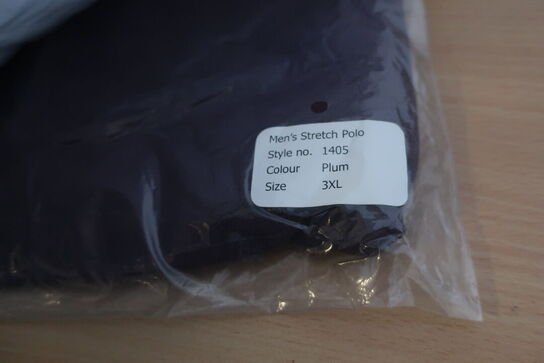 Men's Stretch Polo
Style no. 1405
Colour Plum
Size 3XL